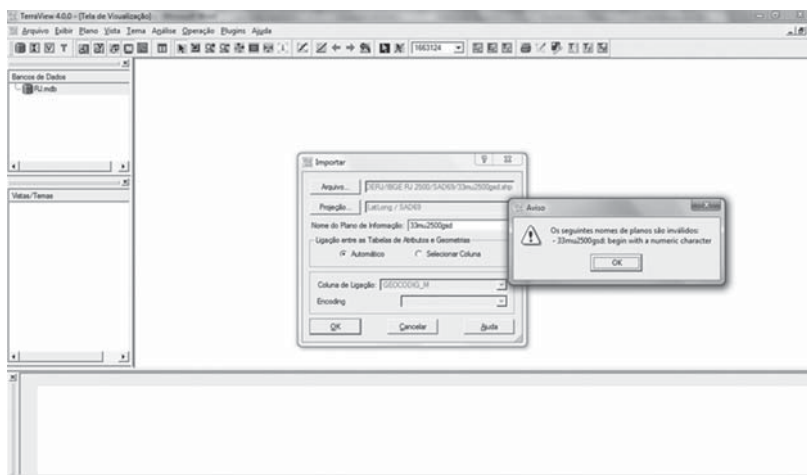 TerraView 4.0.0 - [Tela de Visualização]
Arquivo Exibir Plano Vista Tema Análise Operação Plugins Ajuda
1663124
Bancos de Dados
RJ.mdb
Vistas/Temas
Importar
Arquivo...
Projeção... LatLong / SAD69
Nome do Plano de Informação: 33mu2500gsd
Ligação entre as Tabelas de Atributos e Geometrias
Automático Selecionar Coluna
Coluna de Ligação: GEOCODIG_M
Encoding
OK Cancelar Ajuda
Aviso
Os seguintes nomes de planos são inválidos:
- 33mu2500gsd: begin with a numeric character
OK